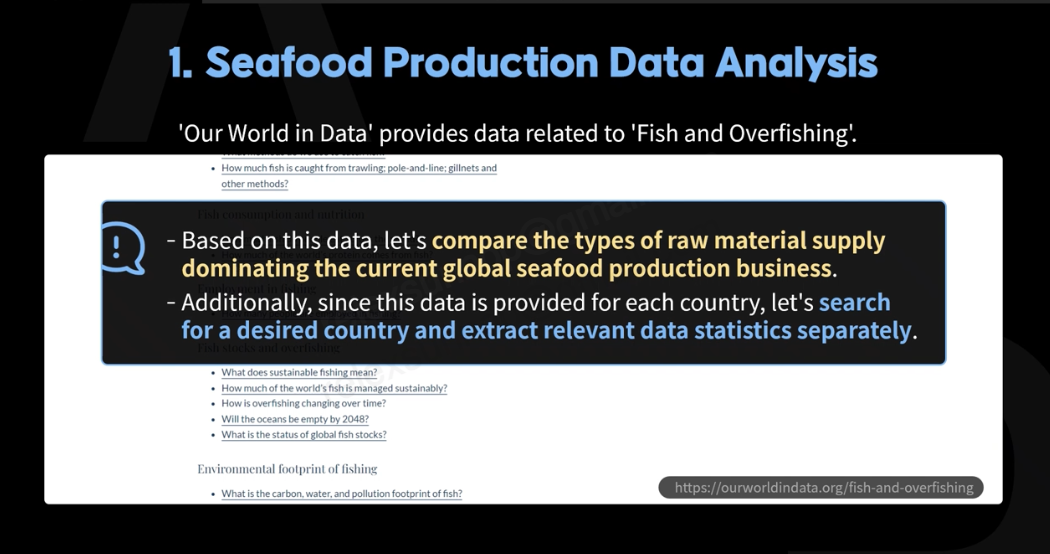 1. Seafood Production Data Analysis
'Our World in Data' provides data related to 'Fish and Overfishing'.
How much fish is caught from trawling; pole-and-line; gillnets and
other methods?
Fish consumption and nutrition
- Based on this data, let's compare the types of raw material supply
dominating the current global seafood production business.
- Additionally, since this data is provided for each country, let's search
for a desired country and extract relevant data statistics separately.
Fish stocks and overfishing
• What does sustainable fishing mean?
• How much of the world's fish is managed sustainably?
• How is overfishing changing over time?
• Will the oceans be empty by 2048?
• What is the status of global fish stocks?
Environmental footprint of fishing
• What is the carbon, water, and pollution footprint of fish?
https://ourworldindata.org/fish-and-overfishing